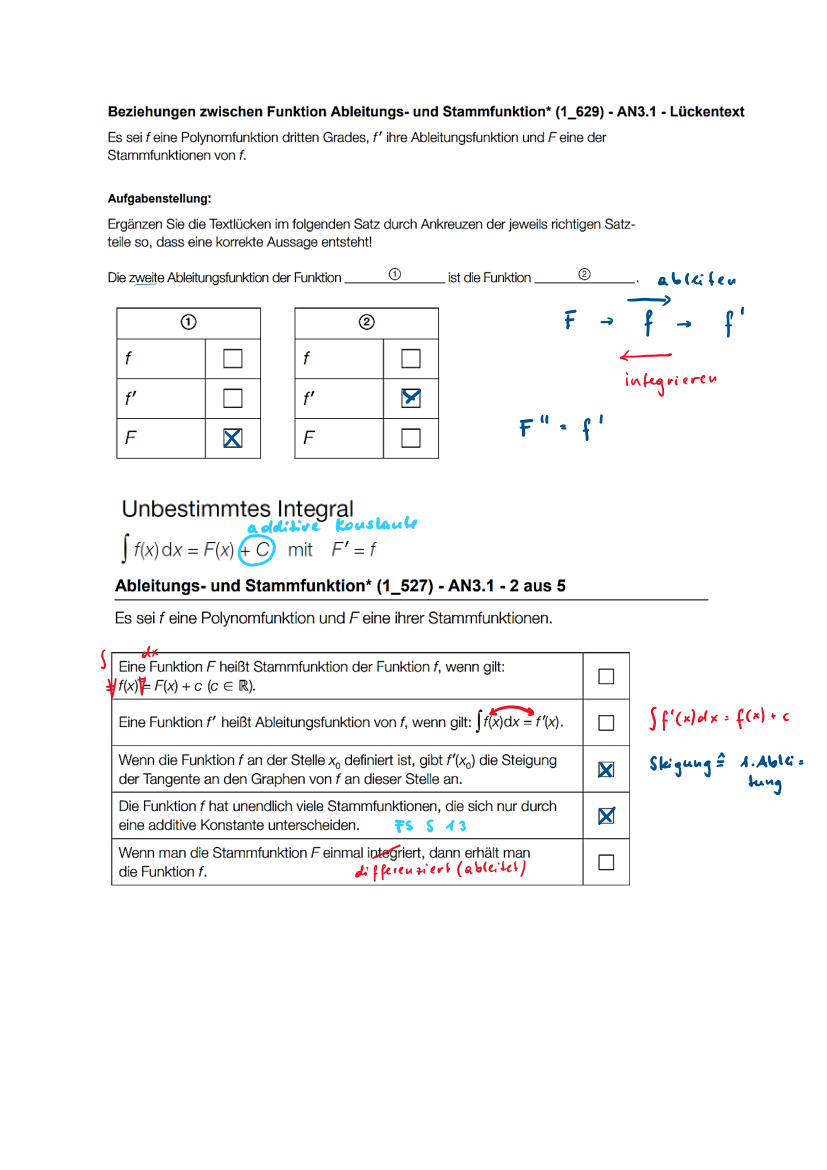 Beziehungen zwischen Funktion Ableitungs- und Stammfunktion* (1_629) - AN3.1 - Lückentext
Es sei f eine Polynomfunktion dritten Grades, f′ ihre Ableitungsfunktion und F eine der
Stammfunktionen von f.
Aufgabenstellung:
Ergänzen Sie die Textlücken im folgenden Satz durch Ankreuzen der jeweils richtigen Satz-
teile so, dass eine korrekte Aussage entsteht!
Die zweite Ableitungsfunktion der Funktion ① ist die Funktion ② .
ableiten
F → f → f'
integrieren
F'' = f'
① ②
f f
f′ f′
F F
Unbestimmtes Integral
additive Konstante
∫ f(x) dx = F(x) + C mit F′ = f
Ableitungs- und Stammfunktion* (1_527) - AN3.1 - 2 aus 5
Es sei f eine Polynomfunktion und F eine ihrer Stammfunktionen.
∫ dx
Eine Funktion F heißt Stammfunktion der Funktion f, wenn gilt:
f(x) = F(x) + c (c ∈ ℝ).
Eine Funktion f′ heißt Ableitungsfunktion von f, wenn gilt: ∫ f(x)dx = f′(x).
∫ f'(x)dx = f(x) + c
Wenn die Funktion f an der Stelle x₀ definiert ist, gibt f′(x₀) die Steigung
der Tangente an den Graphen von f an dieser Stelle an.
Steigung ≙ 1. Ablei=
tung
Die Funktion f hat unendlich viele Stammfunktionen, die sich nur durch
eine additive Konstante unterscheiden. FS S 13
Wenn man die Stammfunktion F einmal integriert, dann erhält man
die Funktion f. differenziert (ableitet)